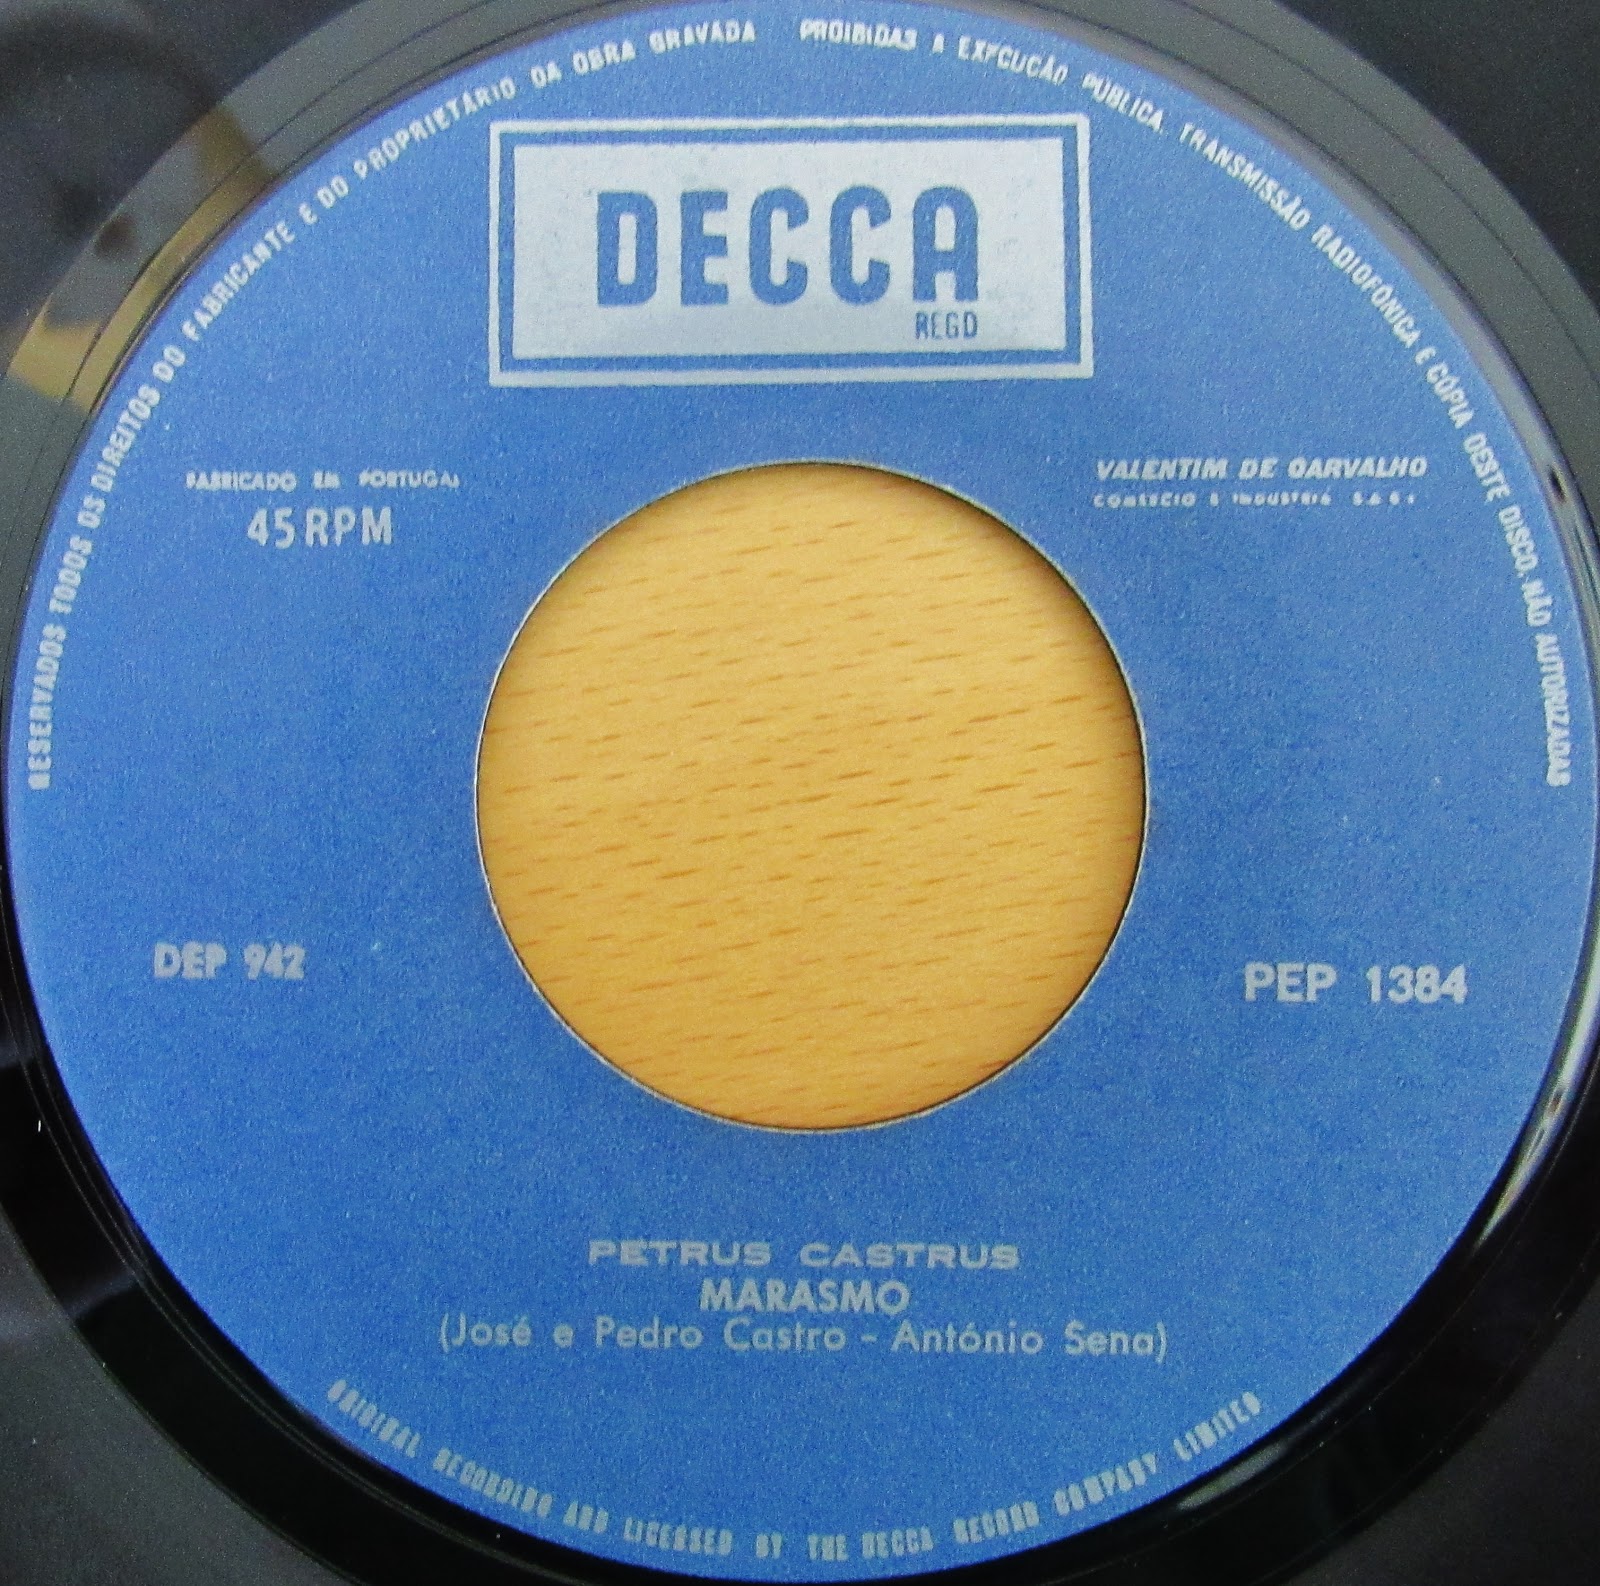 RESERVADOS TODOS OS DIREITOS DO FABRICANTE E DO PROPRIETÁRIO DA OBRA GRAVADA PROIBIDAS A EXECUÇÃO PÚBLICA. TRANSMISSÃO RADIOFÓNICA E CÓPIA DESTE DISCO. NÃO AUTORIZADAS
DECCA
REGD
FABRICADO EM PORTUGAL
45 RPM
VALENTIM DE CARVALHO
COMERCIO E INDUSTRIA S.A.R.L.
DEP 942
PEP 1384
PETRUS CASTRUS
MARASMO
(José e Pedro Castro - António Sena)
ORIGINAL RECORDING AND LICENSED BY THE DECCA RECORD COMPANY LIMITED